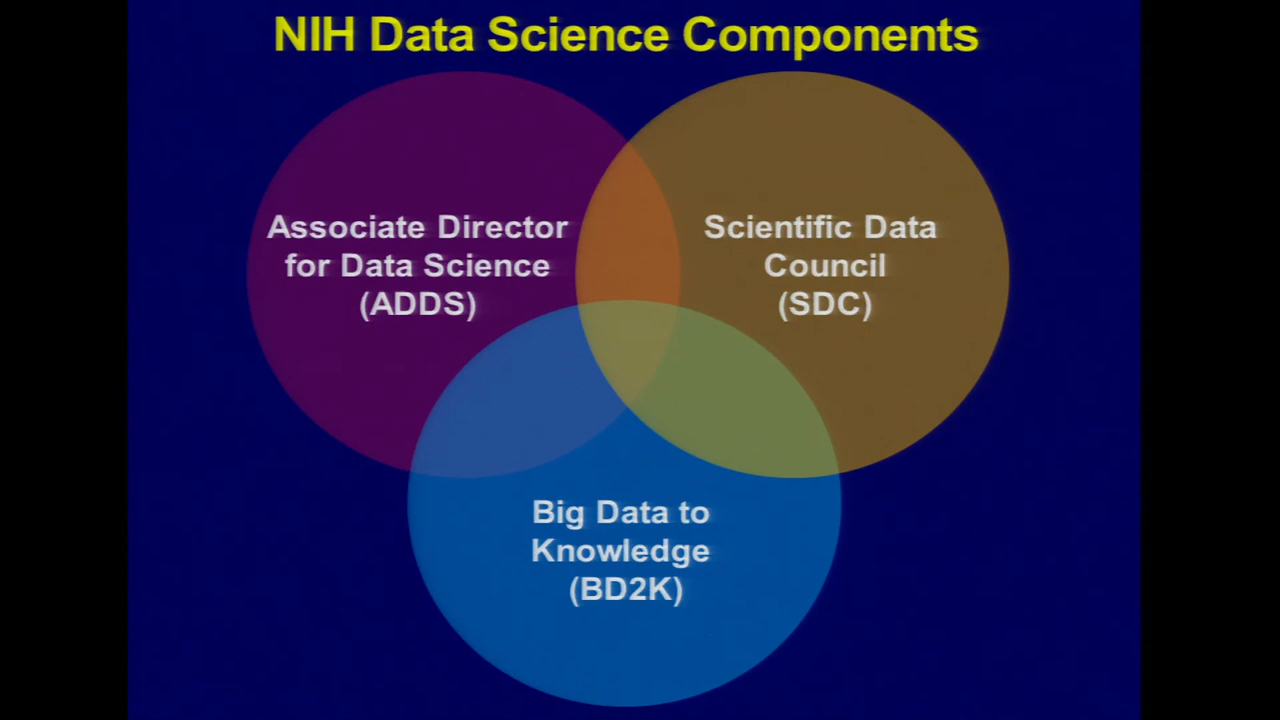 NIH Data Science Components
Associate Director
for Data Science
(ADDS)
Scientific Data
Council
(SDC)
Big Data to
Knowledge
(BD2K)